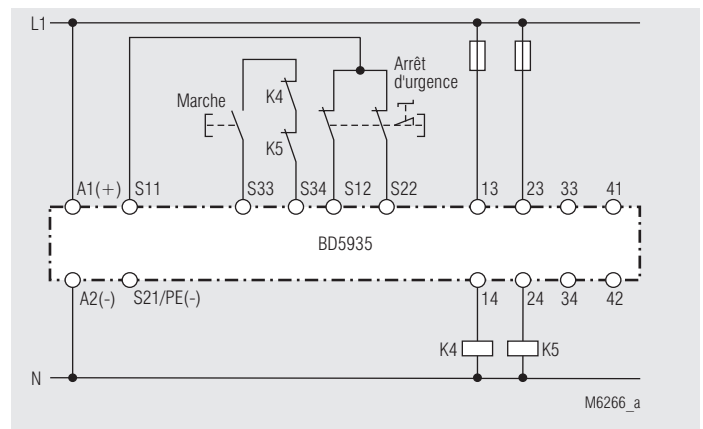 L1
Arrêt
d'urgence
Marche
K4
K5
A1(+) S11 S33 S34 S12 S22 13 23 33 41
BD5935
A2(-) S21/PE(-) 14 24 34 42
K4 K5
N
M6266_a